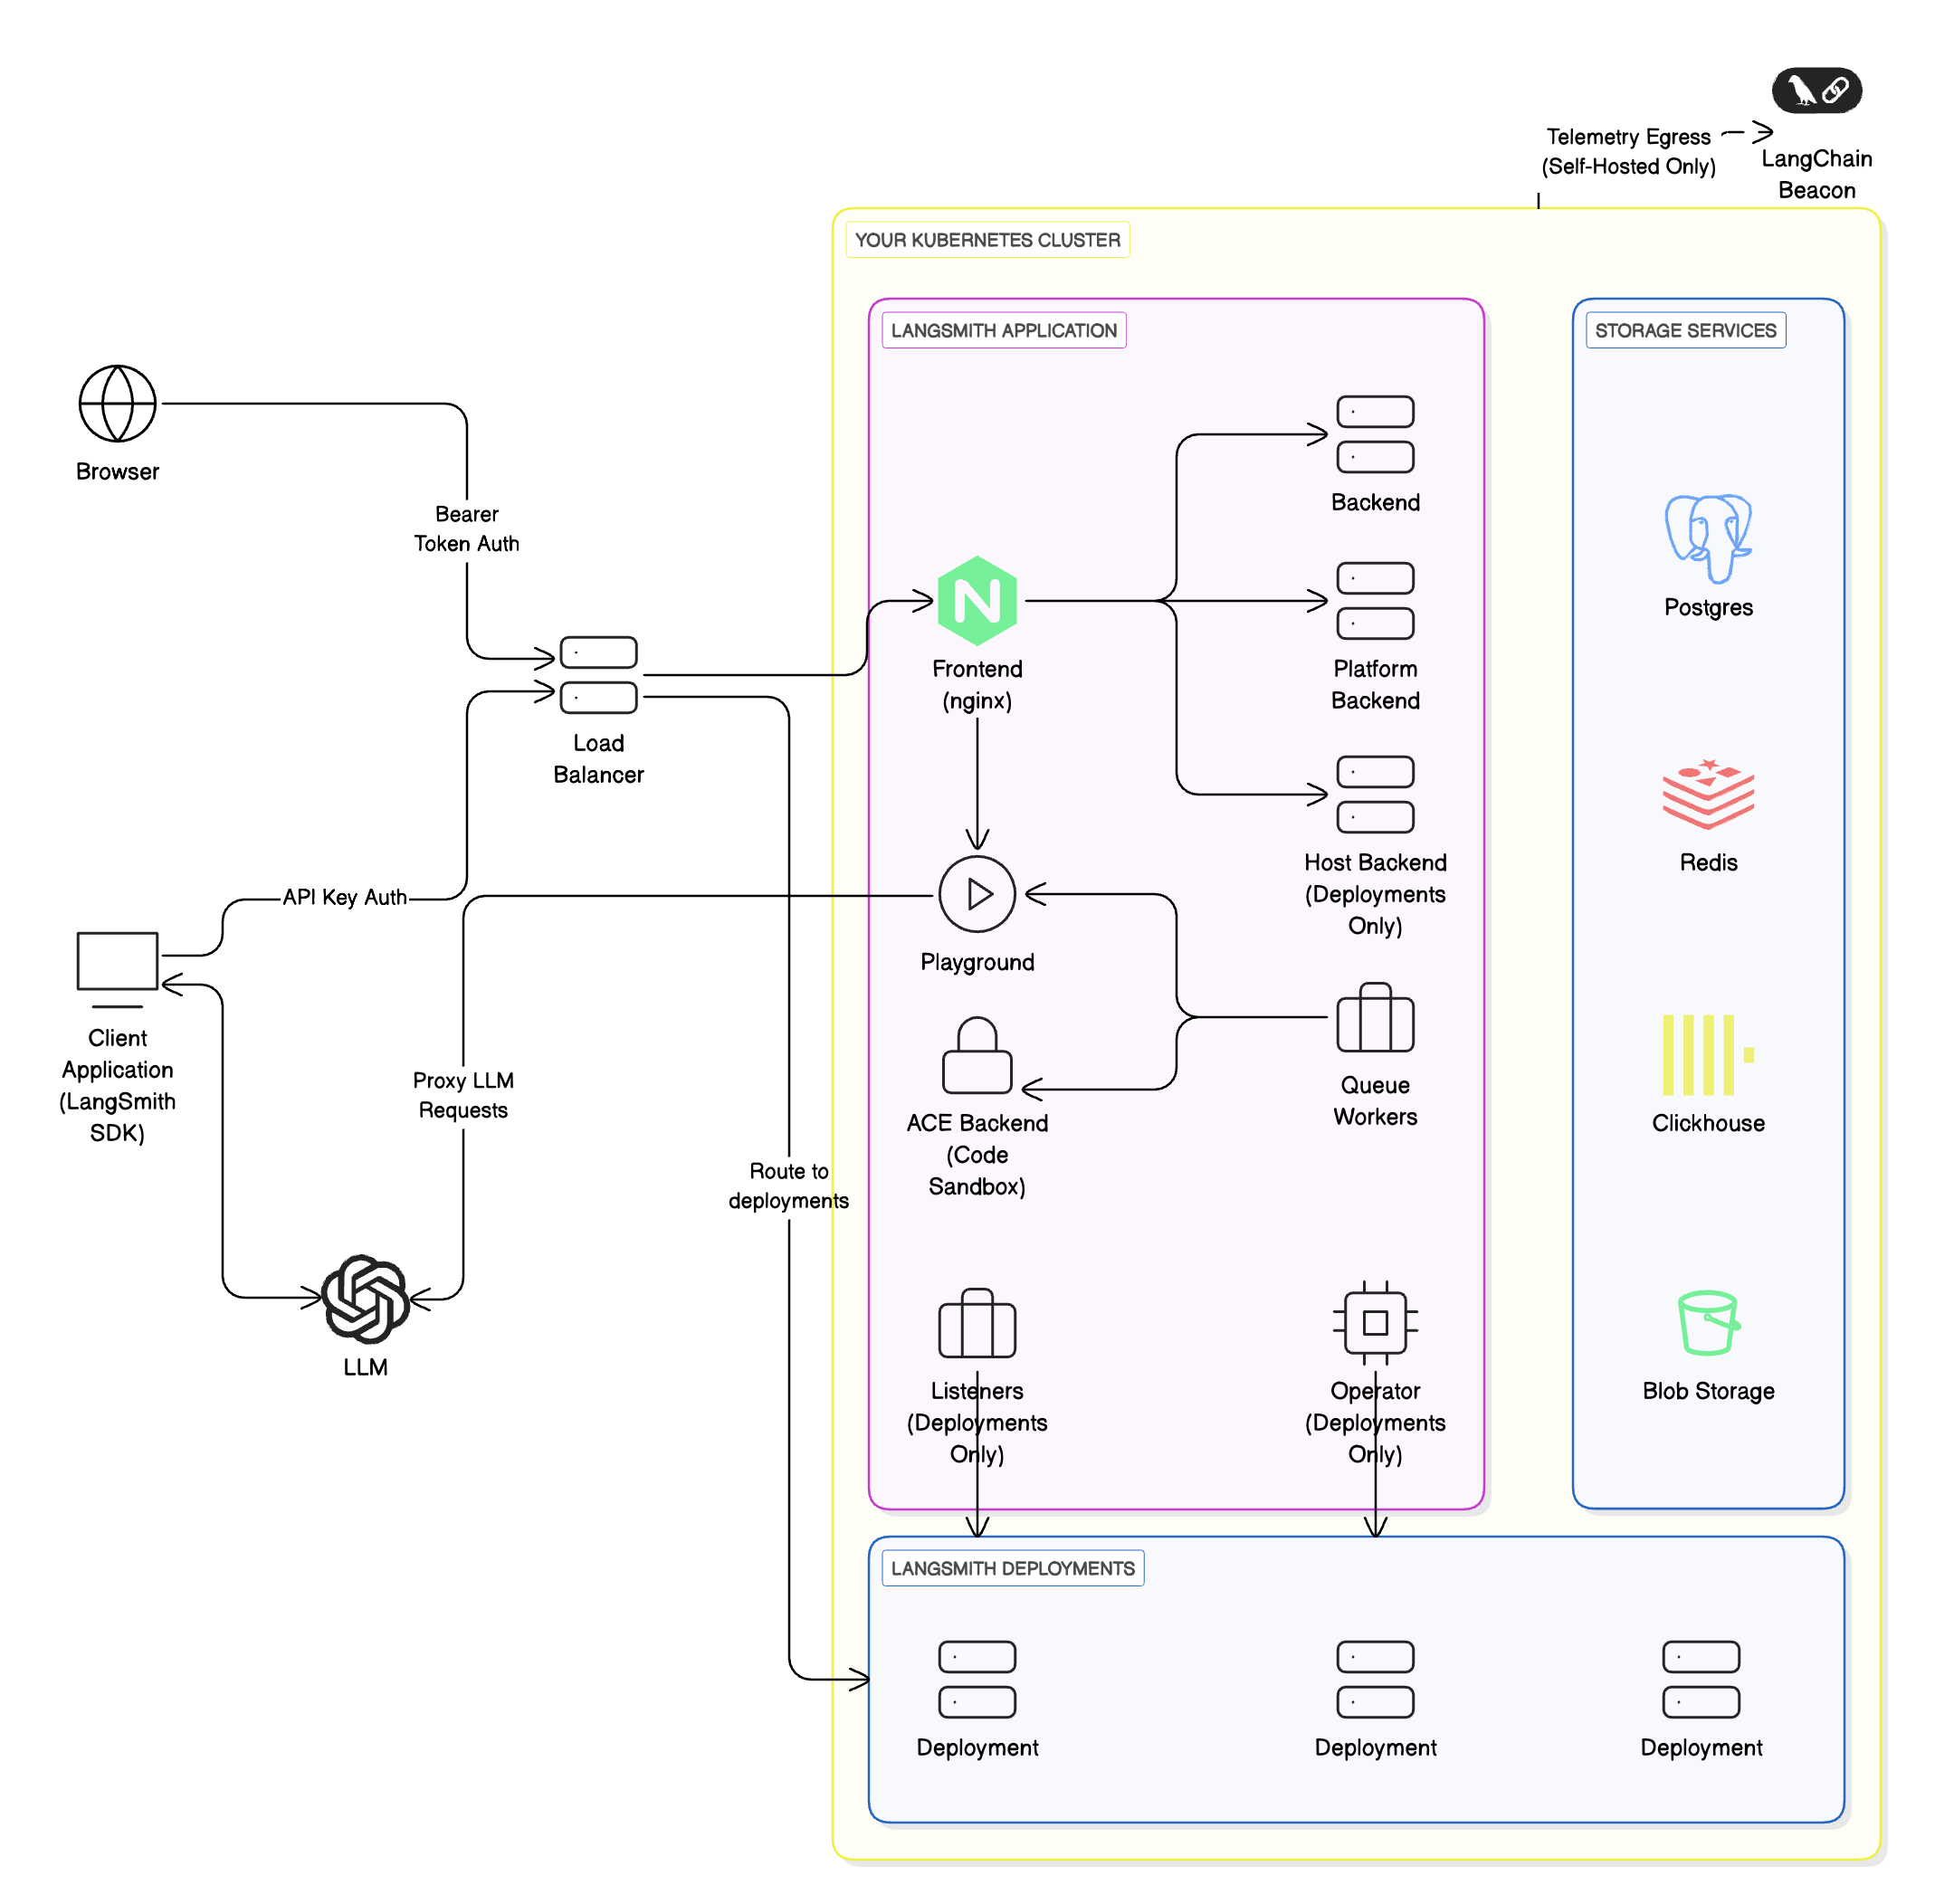 Telemetry Egress
(Self-Hosted Only)
LangChain
Beacon
YOUR KUBERNETES CLUSTER
LANGSMITH APPLICATION
STORAGE SERVICES
Browser
Bearer
Token Auth
Load
Balancer
API Key Auth
Client
Application
(LangSmith
SDK)
Proxy LLM
Requests
LLM
Route to
deployments
Backend
Frontend
(nginx)
Platform
Backend
Host Backend
(Deployments
Only)
Playground
ACE Backend
(Code
Sandbox)
Queue
Workers
Listeners
(Deployments
Only)
Operator
(Deployments
Only)
Postgres
Redis
Clickhouse
Blob Storage
LANGSMITH DEPLOYMENTS
Deployment
Deployment
Deployment